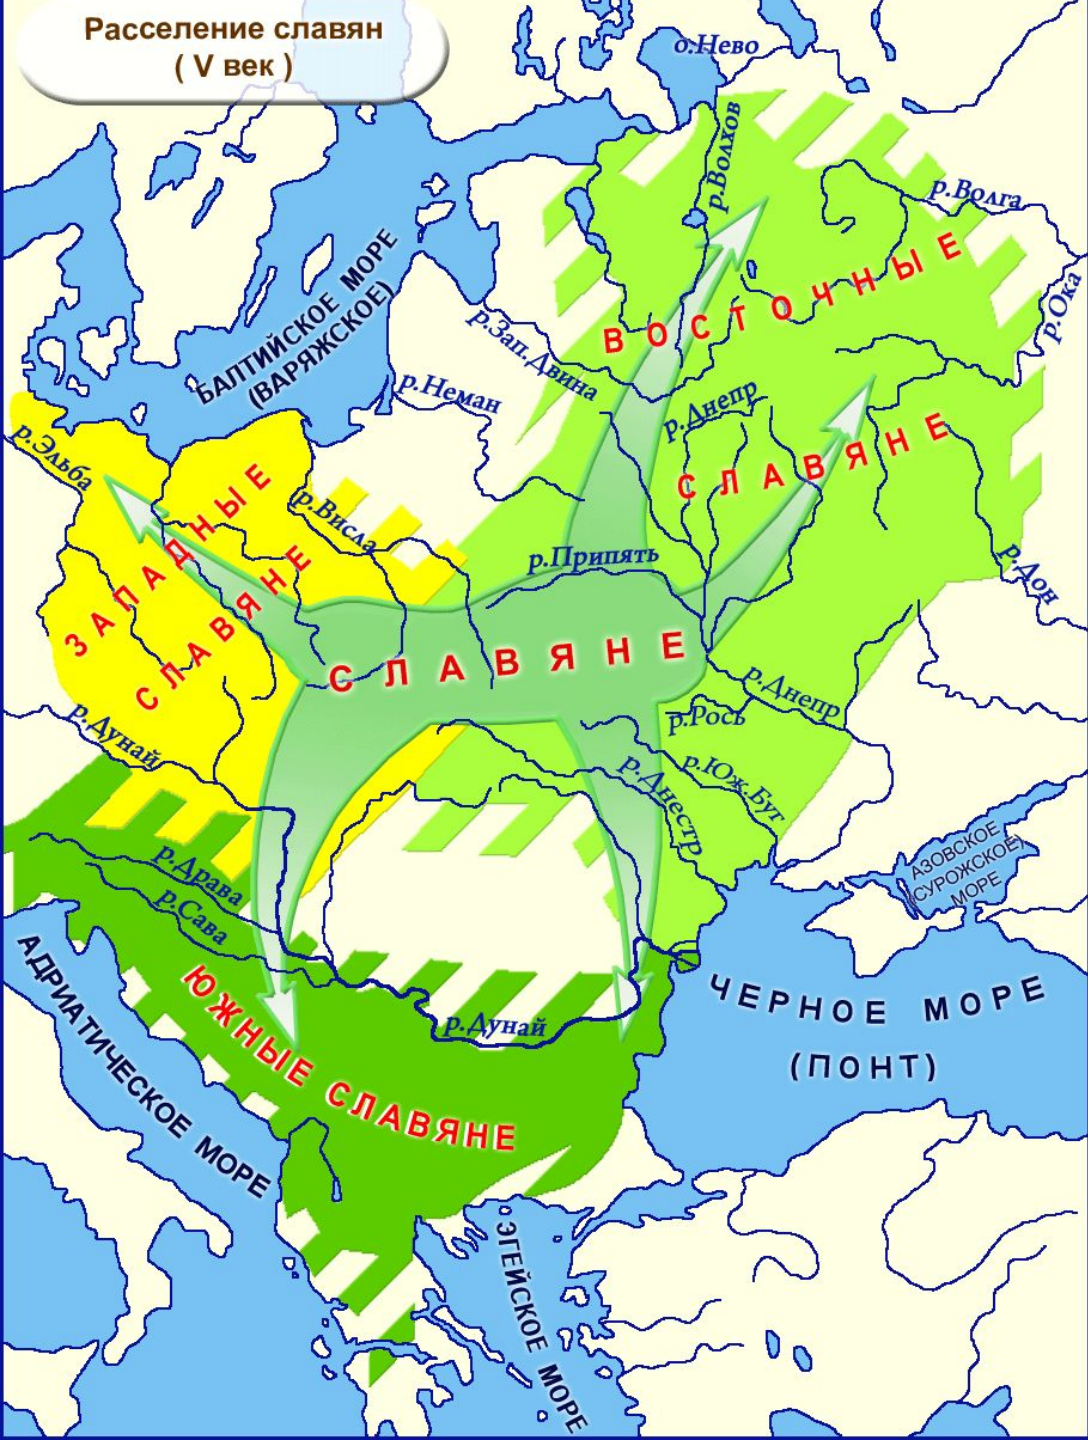 Расселение славян
( V век )
о.Нево
р.Волхов
р.Волга
р.Ока
БАЛТИЙСКОЕ МОРЕ
(ВАРЯЖСКОЕ)
ВОСТОЧНЫЕ
СЛАВЯНЕ
р.Зап.Двина
р.Неман
р.Днепр
р.Эльба
р.Висла
ЗАПАДНЫЕ
СЛАВЯНЕ
р.Припять
р.Дон
СЛАВЯНЕ
р.Днепр
р.Рось
р.Дунай
р.Юж.Буг
р.Днестр
АЗОВСКОЕ
(СУРОЖСКОЕ)
МОРЕ
р.Драва
р.Сава
АДРИАТИЧЕСКОЕ МОРЕ
ЮЖНЫЕ СЛАВЯНЕ
р.Дунай
ЧЕРНОЕ МОРЕ
(ПОНТ)
ЭГЕЙСКОЕ МОРЕ